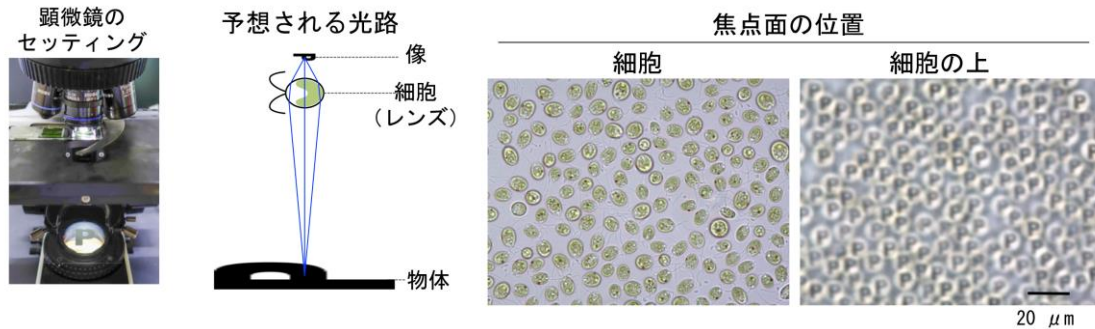 顕微鏡の
セッティング
予想される光路
像
細胞
(レンズ)
物体
焦点面の位置
細胞
細胞の上
20 μm